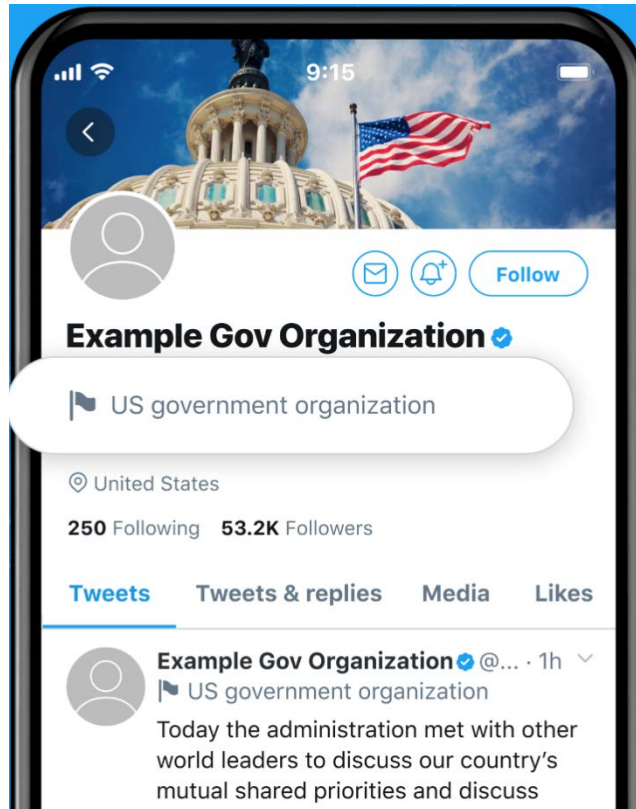 9:15
Follow
Example Gov Organization
US government organization
United States
250 Following 53.2K Followers
Tweets Tweets & replies Media Likes
Example Gov Organization @... · 1h
US government organization
Today the administration met with other
world leaders to discuss our country’s
mutual shared priorities and discuss